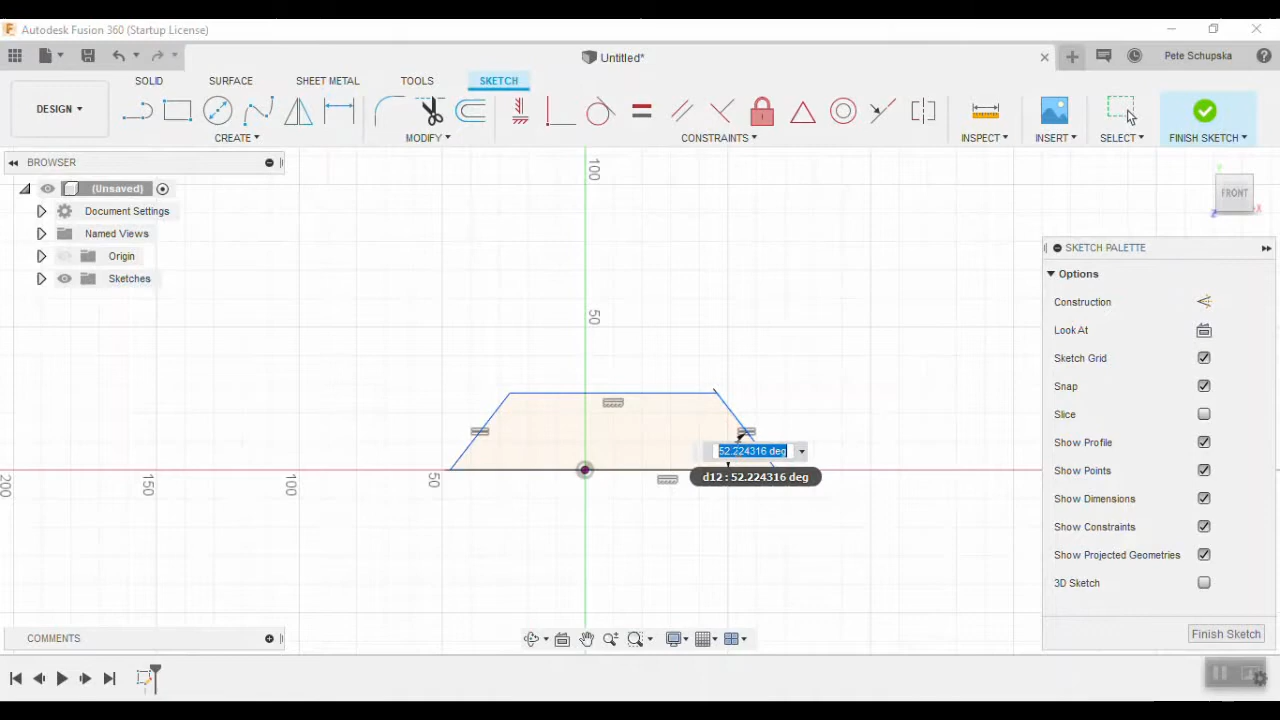 Autodesk Fusion 360 (Startup License)
Untitled*
Pete Schupska
DESIGN
SOLID
SURFACE
SHEET METAL
TOOLS
SKETCH
CREATE
MODIFY
CONSTRAINTS
INSPECT
INSERT
SELECT
FINISH SKETCH
BROWSER
(Unsaved)
Document Settings
Named Views
Origin
Sketches
100
50
50
100
150
200
52.224316 deg
d12 : 52.224316 deg
FRONT
Y
X
Z
SKETCH PALETTE
Options
Construction
Look At
Sketch Grid
Snap
Slice
Show Profile
Show Points
Show Dimensions
Show Constraints
Show Projected Geometries
3D Sketch
Finish Sketch
COMMENTS